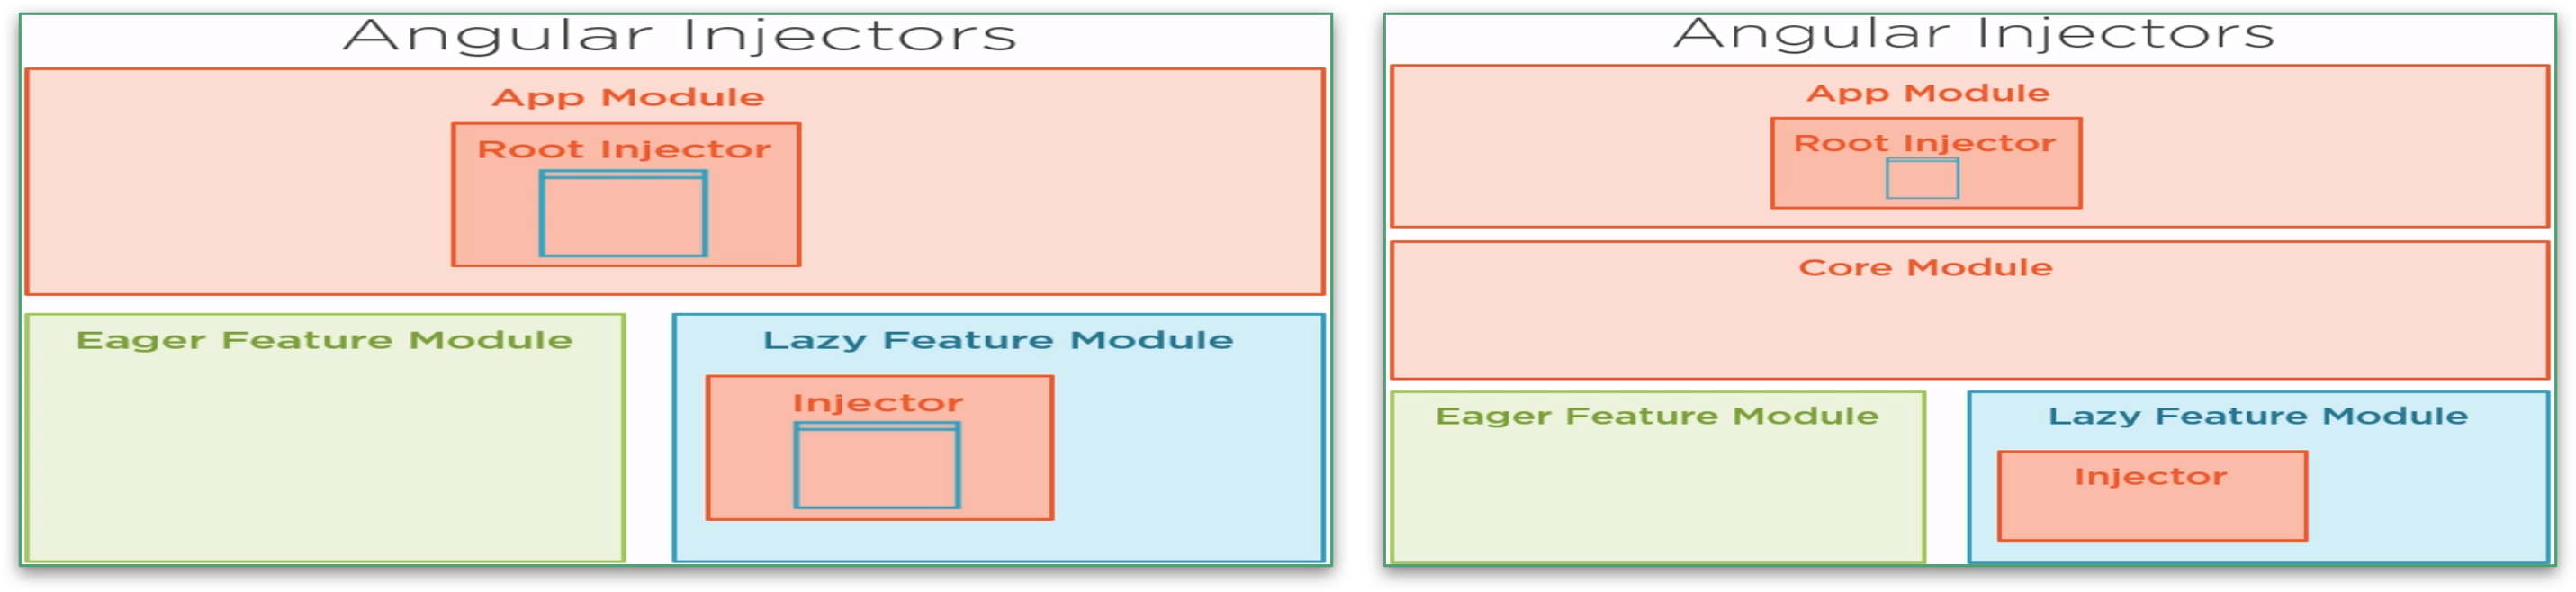 Angular Injectors
App Module
Root Injector
Eager Feature Module
Lazy Feature Module
Injector
Angular Injectors
App Module
Root Injector
Core Module
Eager Feature Module
Lazy Feature Module
Injector